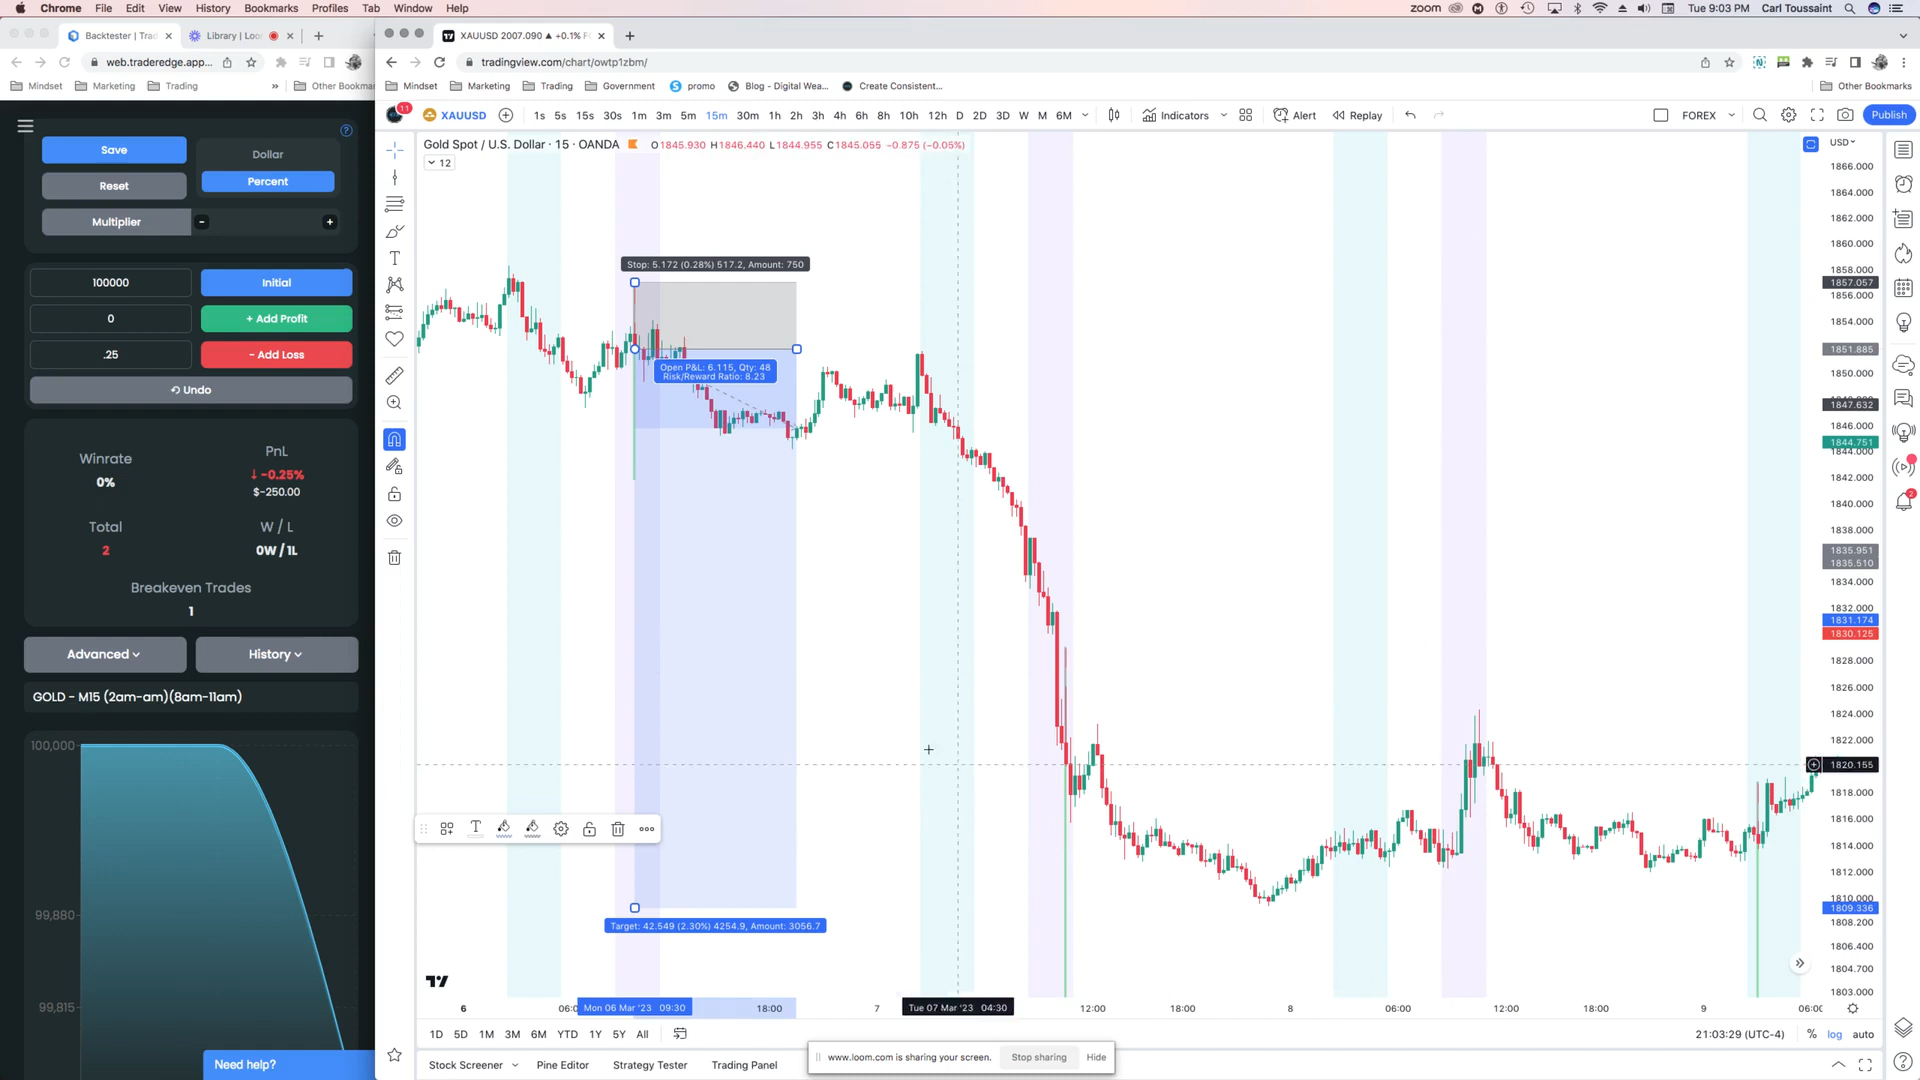 Chrome File Edit View History Bookmarks Profiles Tab Window Help
zoom Tue 9:03 PM Carl Toussaint
Backtester | Trad
Library | Loo
web.traderedge.app...
Mindset Marketing Trading » Other Bookmar
Save
Dollar
Reset
Percent
Multiplier - +
100000 Initial
0 + Add Profit
.25 - Add Loss
Undo
Winrate
0%
PnL
↓ -0.25%
$-250.00
Total
2
W / L
0W / 1L
Breakeven Trades
1
Advanced
History
GOLD - M15 (2am-am)(8am-11am)
100,000
99,880
99,815
Need help?
XAUUSD 2007.090 ▲ +0.1% F
tradingview.com/chart/owtp1zbm/
Mindset Marketing Trading Government promo Blog - Digital Wea... Create Consistent... Other Bookmarks
11
XAUUSD 1s 5s 15s 30s 1m 3m 5m 15m 30m 1h 2h 3h 4h 6h 8h 10h 12h D 2D 3D W M 6M Indicators Alert Replay FOREX Publish
Gold Spot / U.S. Dollar · 15 · OANDA O1845.930 H1846.440 L1844.955 C1845.055 -0.875 (-0.05%)
12
USD
Stop: 5.172 (0.28%) 517.2, Amount: 750
Open P&L: 6.115, Qty: 48
Risk/Reward Ratio: 8.23
Target: 42.549 (2.30%) 4254.9, Amount: 3056.7
1866.000
1864.000
1862.000
1860.000
1858.000
1857.057
1856.000
1854.000
1851.885
1850.000
1847.632
1846.000
1844.751
1844.000
1842.000
1840.000
1838.000
1835.951
1835.510
1834.000
1832.000
1831.174
1830.125
1828.000
1826.000
1824.000
1822.000
1820.155
1818.000
1816.000
1814.000
1812.000
1810.000
1809.336
1808.200
1806.400
1804.700
1803.000
2
6 06:0 Mon 06 Mar '23 09:30 18:00 7 Tue 07 Mar '23 04:30 12:00 18:00 8 06:00 12:00 18:00 9 06:00
1D 5D 1M 3M 6M YTD 1Y 5Y All
21:03:29 (UTC-4) % log auto
Stock Screener Pine Editor Strategy Tester Trading Panel
www.loom.com is sharing your screen. Stop sharing Hide